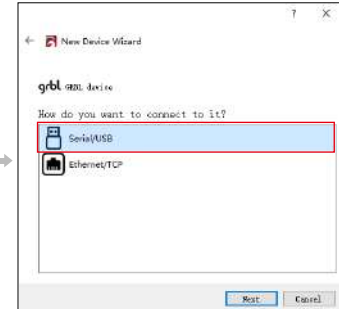 ? X
← New Device Wizard
grbl GRBL device
How do you want to connect to it?
Serial/USB
Ethernet/TCP
Next Cancel